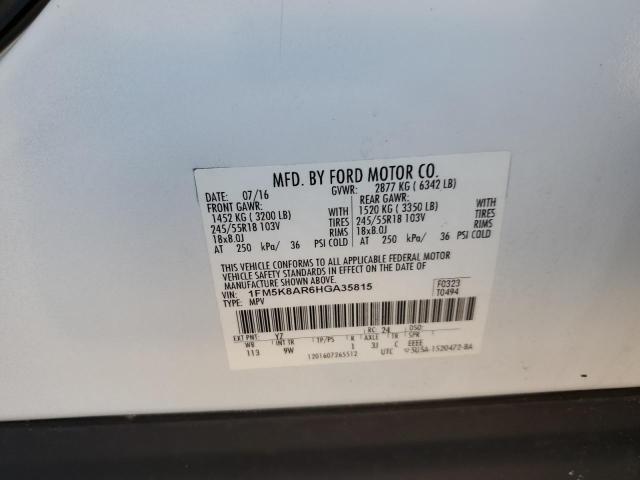 MFD. BY FORD MOTOR CO.
DATE: 07/16 GVWR: 2877 KG ( 6342 LB)
FRONT GAWR: REAR GAWR:
1452 KG ( 3200 LB) WITH 1520 KG ( 3350 LB) WITH
245/55R18 103V TIRES 245/55R18 103V TIRES
18x8.0J RIMS 18x8.0J RIMS
AT 250 kPa/ 36 PSI COLD AT 250 kPa/ 36 PSI COLD
THIS VEHICLE CONFORMS TO ALL APPLICABLE FEDERAL MOTOR
VEHICLE SAFETY STANDARDS IN EFFECT ON THE DATE OF
MANUFACTURE SHOWN ABOVE.
VIN: 1FM5K8AR6HGA35815 F0323
TYPE: MPV T0494
EXT PNT: YZ RC: 24 DSO:
WB INT TR TP/PS R AXLE TR SPR
113 9W 1 3J C EEEE
1201607265512 UTC 5U5A-1520472-BA